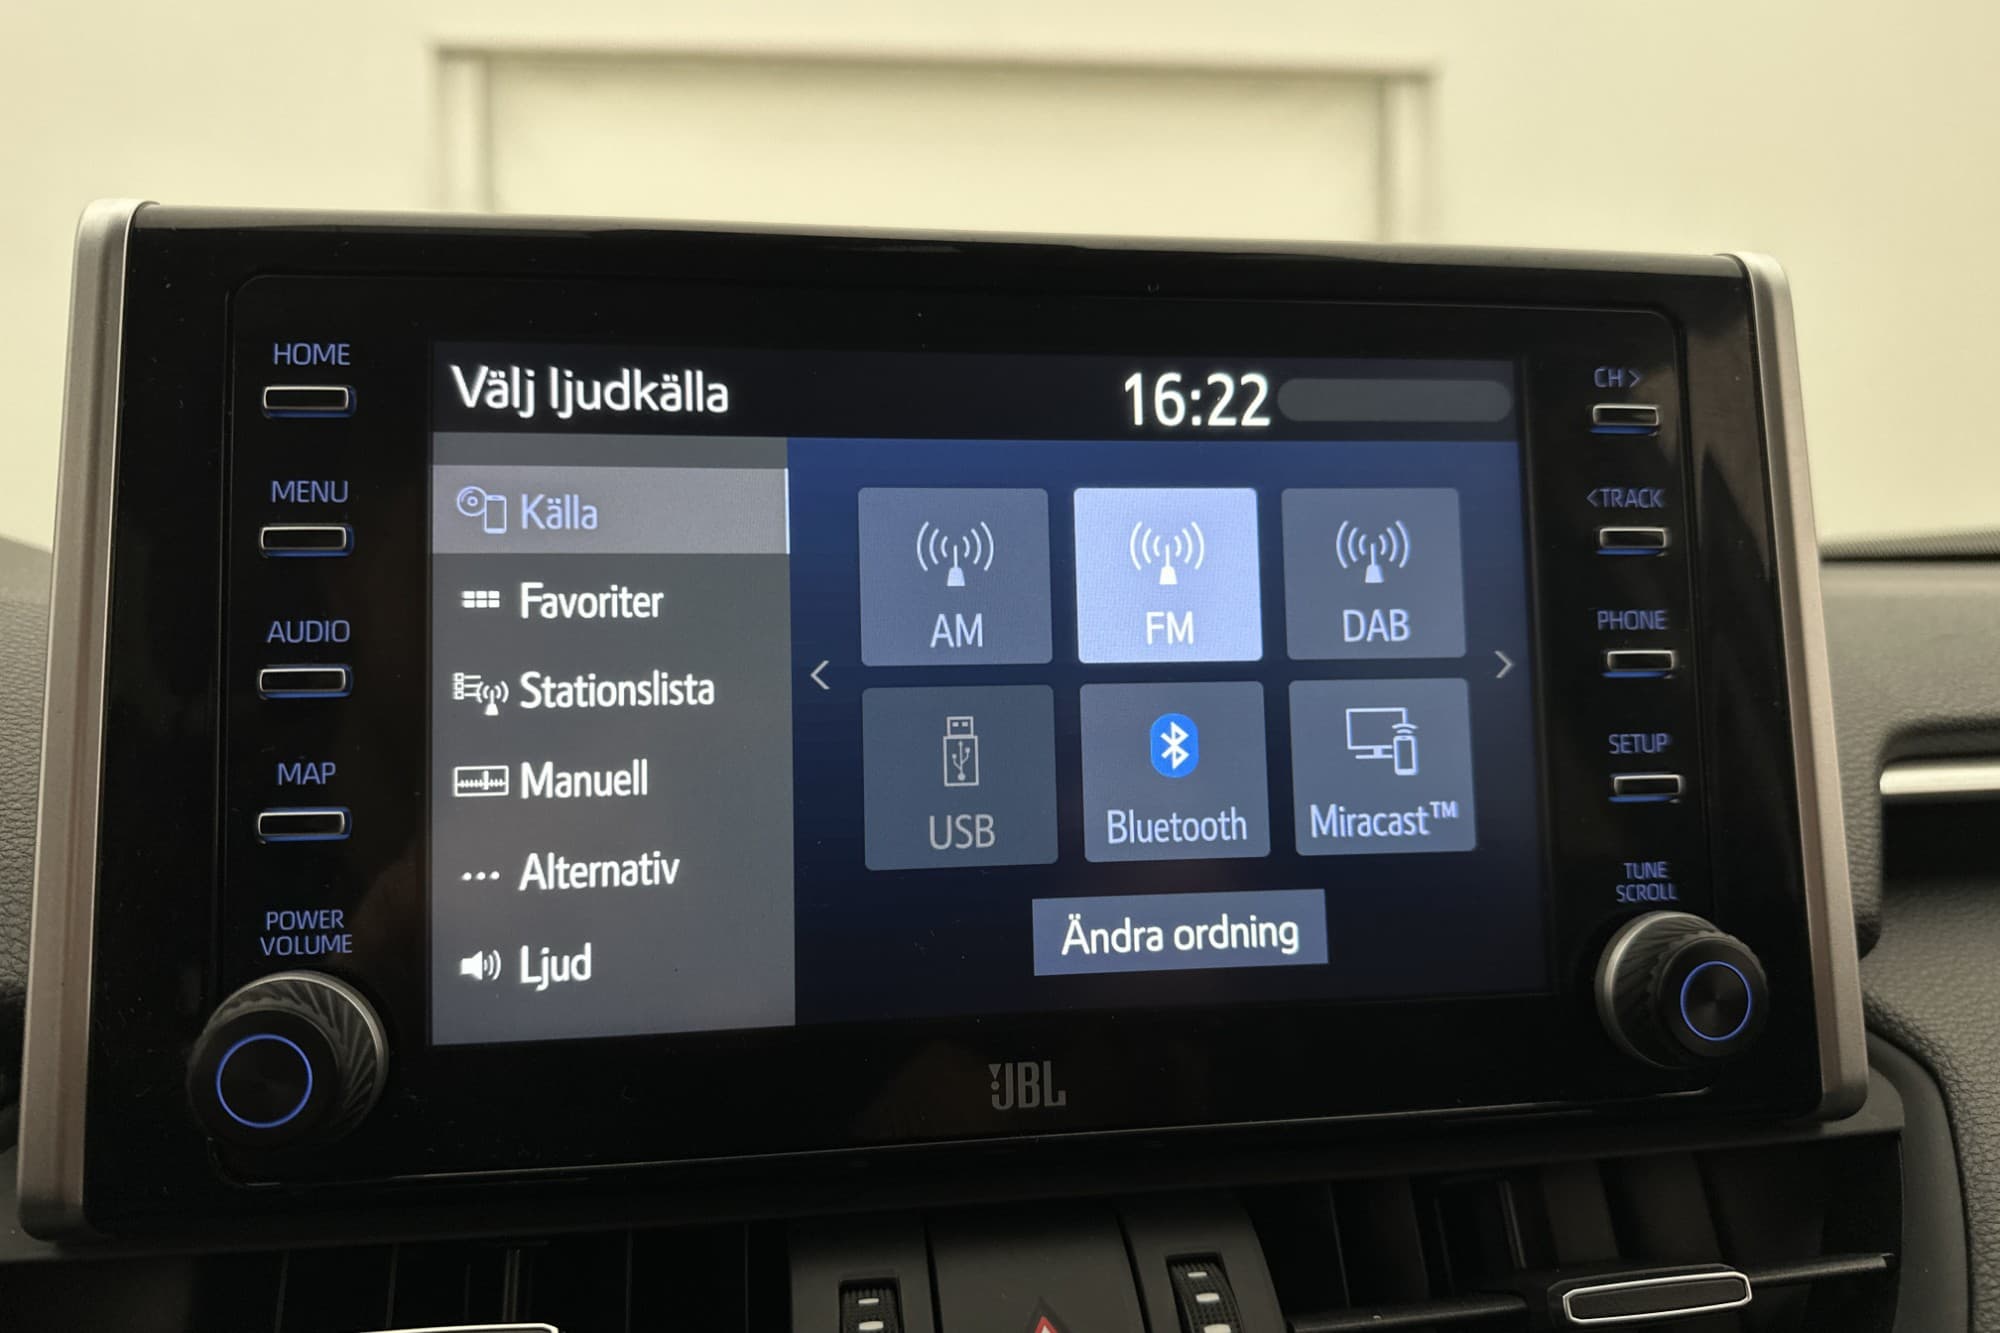 HOME
MENU
AUDIO
MAP
POWER
VOLUME
Välj ljudkälla
16:22
Källa
Favoriter
Stationslista
Manuell
Alternativ
Ljud
AM
FM
DAB
USB
Bluetooth
Miracast™
Ändra ordning
CH >
< TRACK
PHONE
SETUP
TUNE
SCROLL
JBL